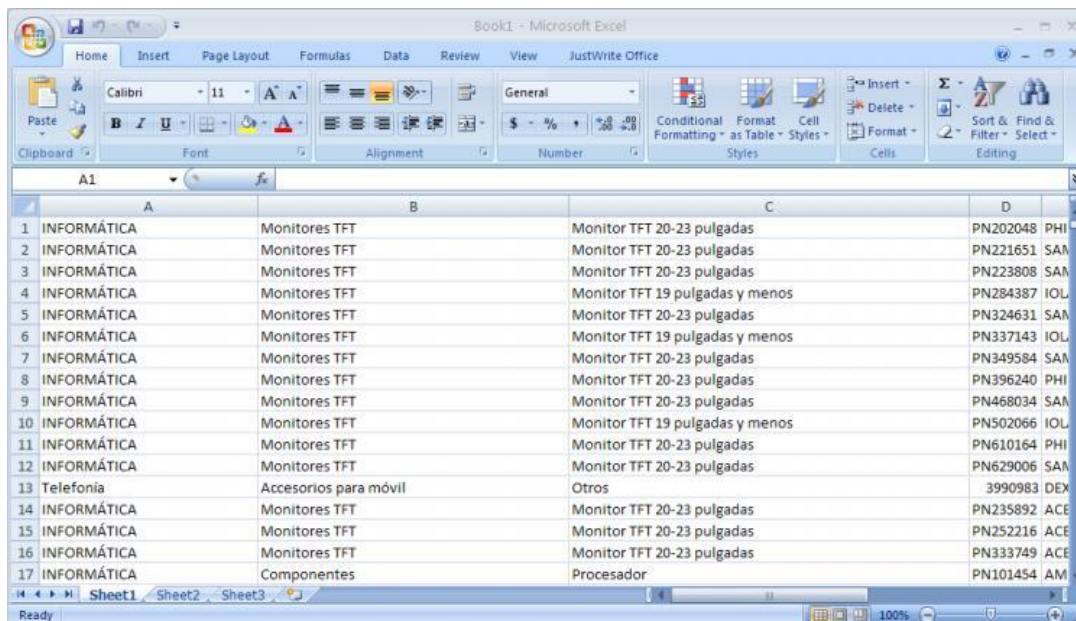 Book1 - Microsoft Excel
Home Insert Page Layout Formulas Data Review View JustWrite Office
Paste Calibri 11 A A General Conditional Formatting Format as Table Cell Styles Insert Delete Format Sort & Filter Find & Select
B I U A $ % ,
Clipboard Font Alignment Number Styles Cells Editing
A1 fx
A B C D
1 INFORMÁTICA Monitores TFT Monitor TFT 20-23 pulgadas PN202048 PHI
2 INFORMÁTICA Monitores TFT Monitor TFT 20-23 pulgadas PN221651 SAM
3 INFORMÁTICA Monitores TFT Monitor TFT 20-23 pulgadas PN223808 SAM
4 INFORMÁTICA Monitores TFT Monitor TFT 19 pulgadas y menos PN284387 IOL
5 INFORMÁTICA Monitores TFT Monitor TFT 20-23 pulgadas PN324631 SAM
6 INFORMÁTICA Monitores TFT Monitor TFT 19 pulgadas y menos PN337143 IOL
7 INFORMÁTICA Monitores TFT Monitor TFT 20-23 pulgadas PN349584 SAM
8 INFORMÁTICA Monitores TFT Monitor TFT 20-23 pulgadas PN396240 PHI
9 INFORMÁTICA Monitores TFT Monitor TFT 20-23 pulgadas PN468034 SAM
10 INFORMÁTICA Monitores TFT Monitor TFT 19 pulgadas y menos PN502066 IOL
11 INFORMÁTICA Monitores TFT Monitor TFT 20-23 pulgadas PN610164 PHI
12 INFORMÁTICA Monitores TFT Monitor TFT 20-23 pulgadas PN629006 SAM
13 Telefonía Accesorios para móvil Otros 3990983 DEX
14 INFORMÁTICA Monitores TFT Monitor TFT 20-23 pulgadas PN235892 ACE
15 INFORMÁTICA Monitores TFT Monitor TFT 20-23 pulgadas PN252216 ACE
16 INFORMÁTICA Monitores TFT Monitor TFT 20-23 pulgadas PN333749 ACE
17 INFORMÁTICA Componentes Procesador PN101454 AM
Sheet1 Sheet2 Sheet3
Ready 100%